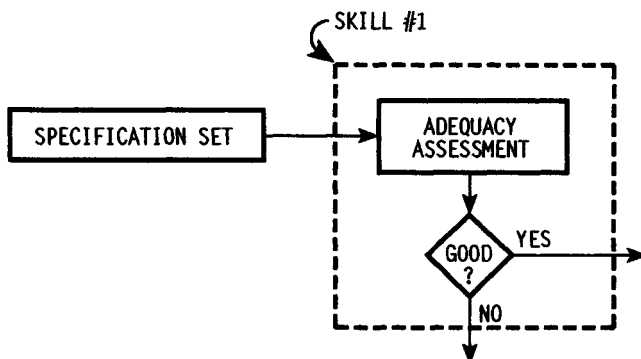 SKILL #1
SPECIFICATION SET
ADEQUACY
ASSESSMENT
GOOD
?
YES
NO